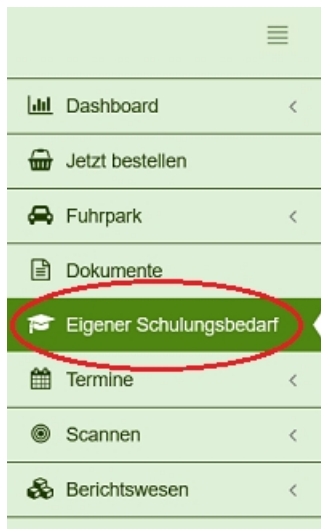 Dashboard
Jetzt bestellen
Fuhrpark
Dokumente
Eigener Schulungsbedarf
Termine
Scannen
Berichtswesen